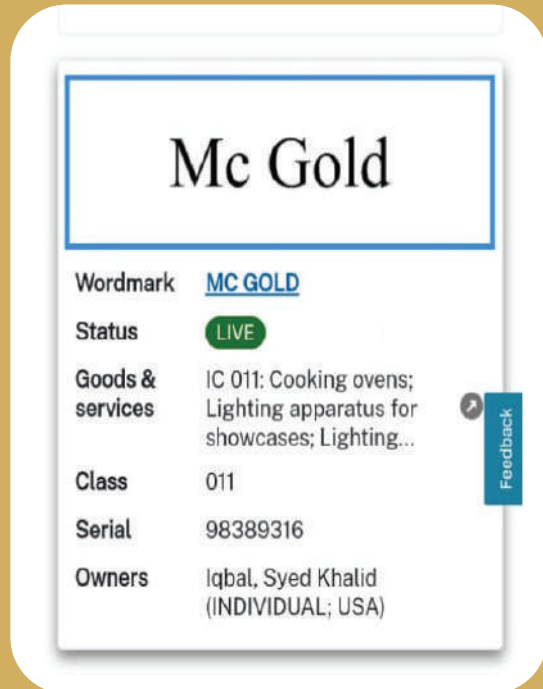 Mc Gold
Wordmark MC GOLD
Status LIVE
Goods & services IC 011: Cooking ovens;
Lighting apparatus for
showcases; Lighting...
Feedback
Class 011
Serial 98389316
Owners Iqbal, Syed Khalid
(INDIVIDUAL; USA)